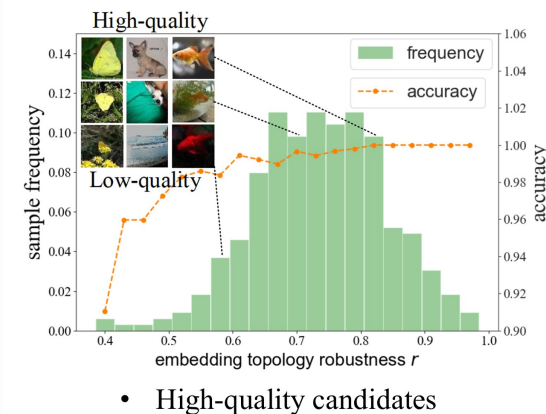 High-quality
Low-quality
frequency
accuracy
sample frequency
0.14
0.12
0.10
0.08
0.06
0.04
0.02
0.00
1.06
1.04
1.02
1.00
0.98
0.96
0.94
0.92
0.90
accuracy
0.4 0.5 0.6 0.7 0.8 0.9 1.0
embedding topology robustness r
• High-quality candidates